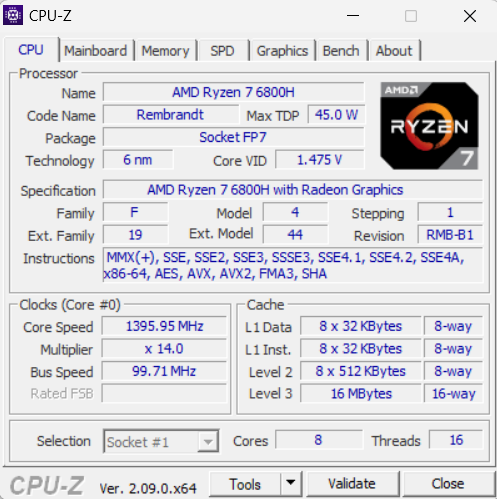 CPU-Z
CPU Mainboard Memory SPD Graphics Bench About
Processor
Name AMD Ryzen 7 6800H
Code Name Rembrandt Max TDP 45.0 W
Package Socket FP7
Technology 6 nm Core VID 1.475 V
AMD
RYZEN
7
Specification AMD Ryzen 7 6800H with Radeon Graphics
Family F Model 4 Stepping 1
Ext. Family 19 Ext. Model 44 Revision RMB-B1
Instructions MMX(+), SSE, SSE2, SSE3, SSSE3, SSE4.1, SSE4.2, SSE4A,
x86-64, AES, AVX, AVX2, FMA3, SHA
Clocks (Core #0)
Core Speed 1395.95 MHz
Multiplier x 14.0
Bus Speed 99.71 MHz
Rated FSB
Cache
L1 Data 8 x 32 KBytes 8-way
L1 Inst. 8 x 32 KBytes 8-way
Level 2 8 x 512 KBytes 8-way
Level 3 16 MBytes 16-way
Selection Socket #1 Cores 8 Threads 16
CPU-Z Ver. 2.09.0.x64 Tools Validate Close